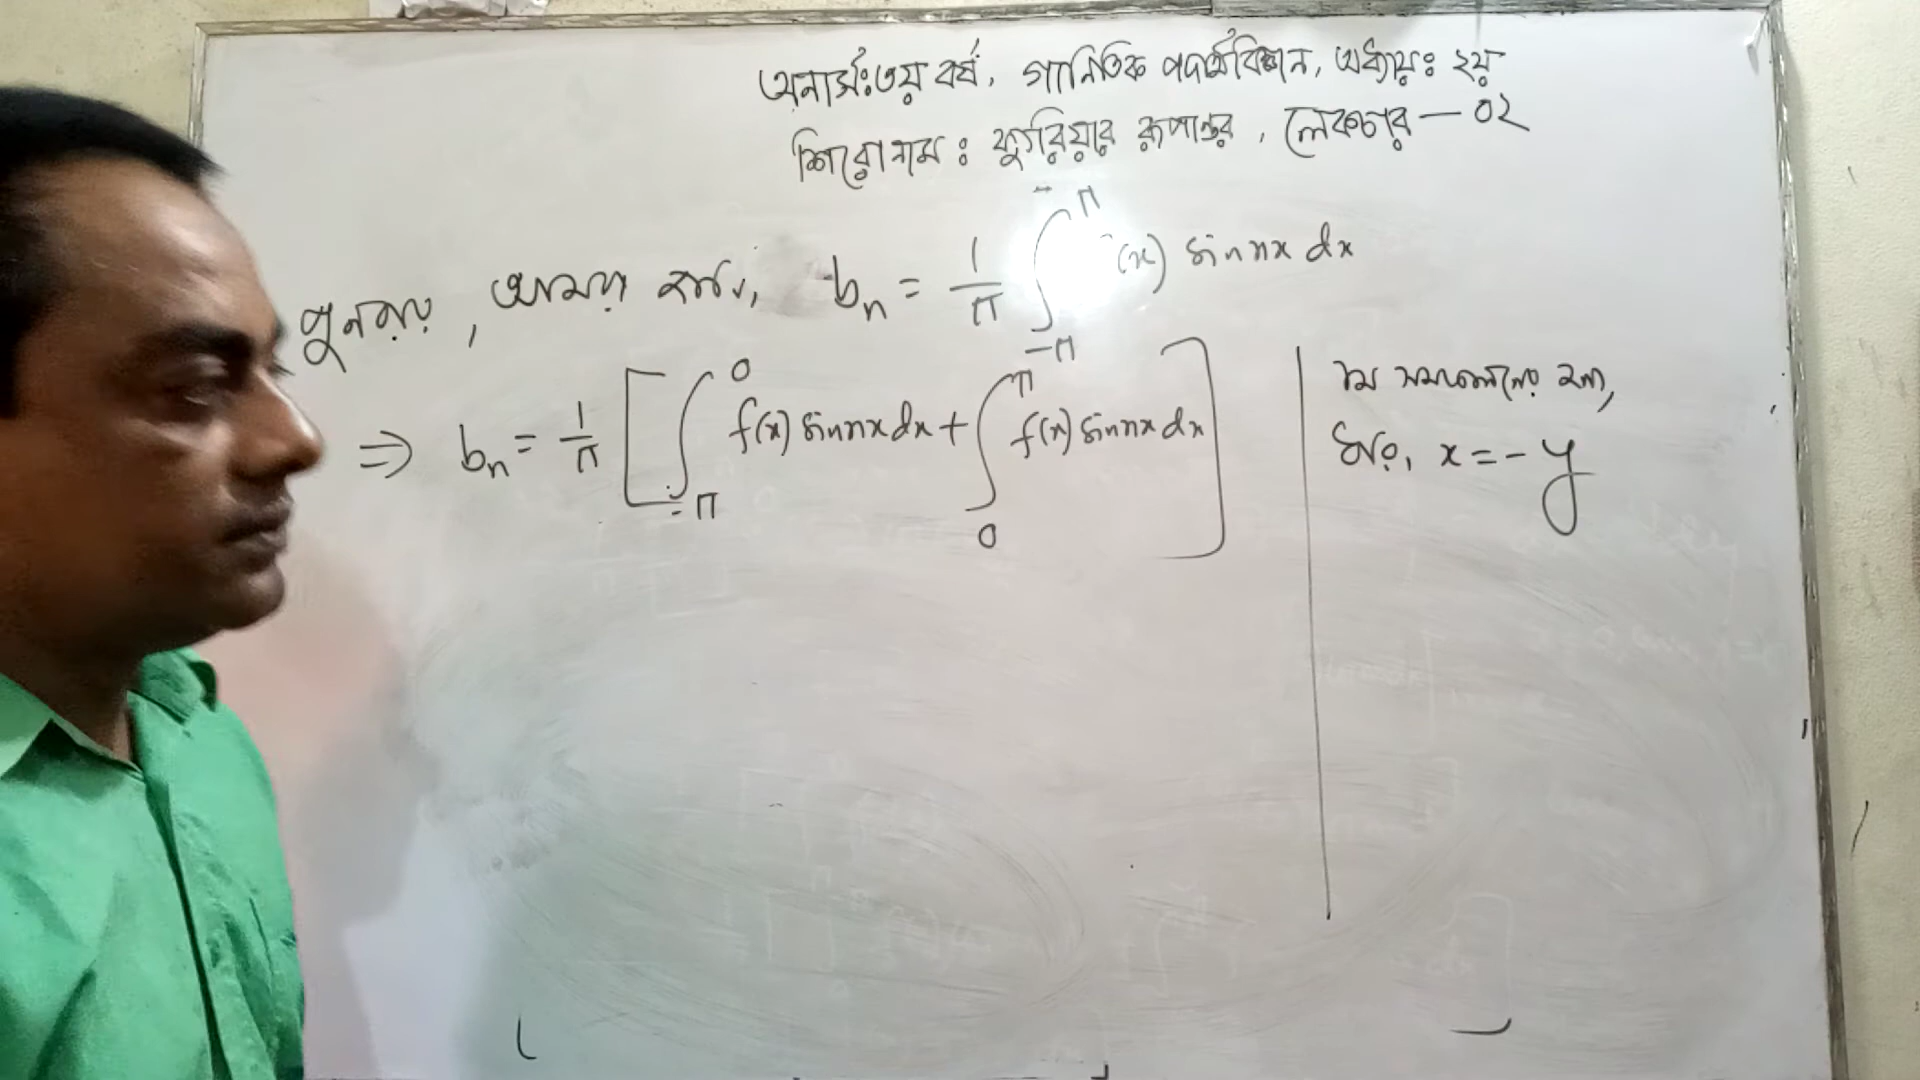 অনার্স ৩য় বর্ষ, গানিতিক পদার্থবিজ্ঞান, অধ্যায়ঃ ২য়
শিরোনাম : ফুরিয়ার রূপান্তর, লেকচার — ০২
পুনরায়, আমরা জানি, bₙ = 1/π ∫_{-π}^{π} (x) sin nx dx
⇒ bₙ = 1/π [ ∫_{-π}^{0} f(x) sin nx dx + ∫_{0}^{π} f(x) sin nx dx ]
১ম সমাকলনের জন্য,
ধরি, x = -y